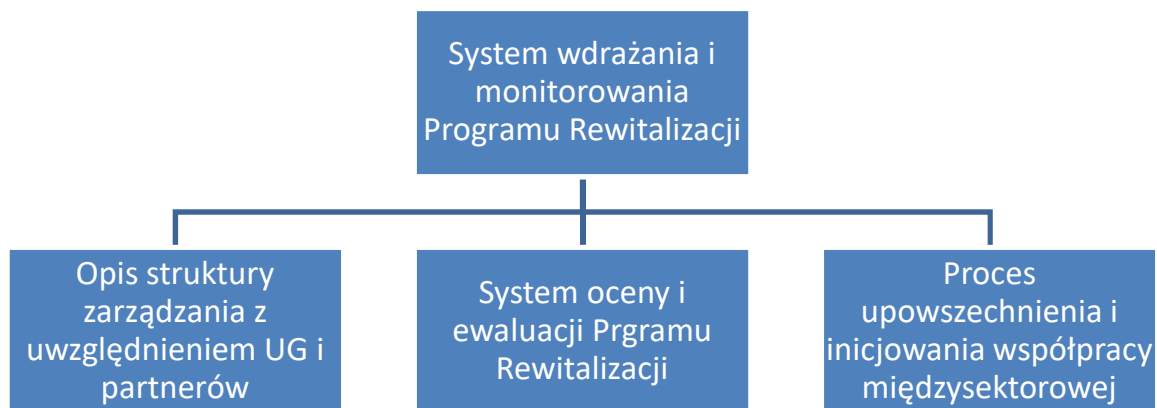 System wdrażania i
monitorowania
Programu Rewitalizacji
Opis struktury
zarządzania z
uwzględnieniem UG i
partnerów
System oceny i
ewaluacji Prgramu
Rewitalizacji
Proces
upowszechnienia i
inicjowania współpracy
międzysektorowej